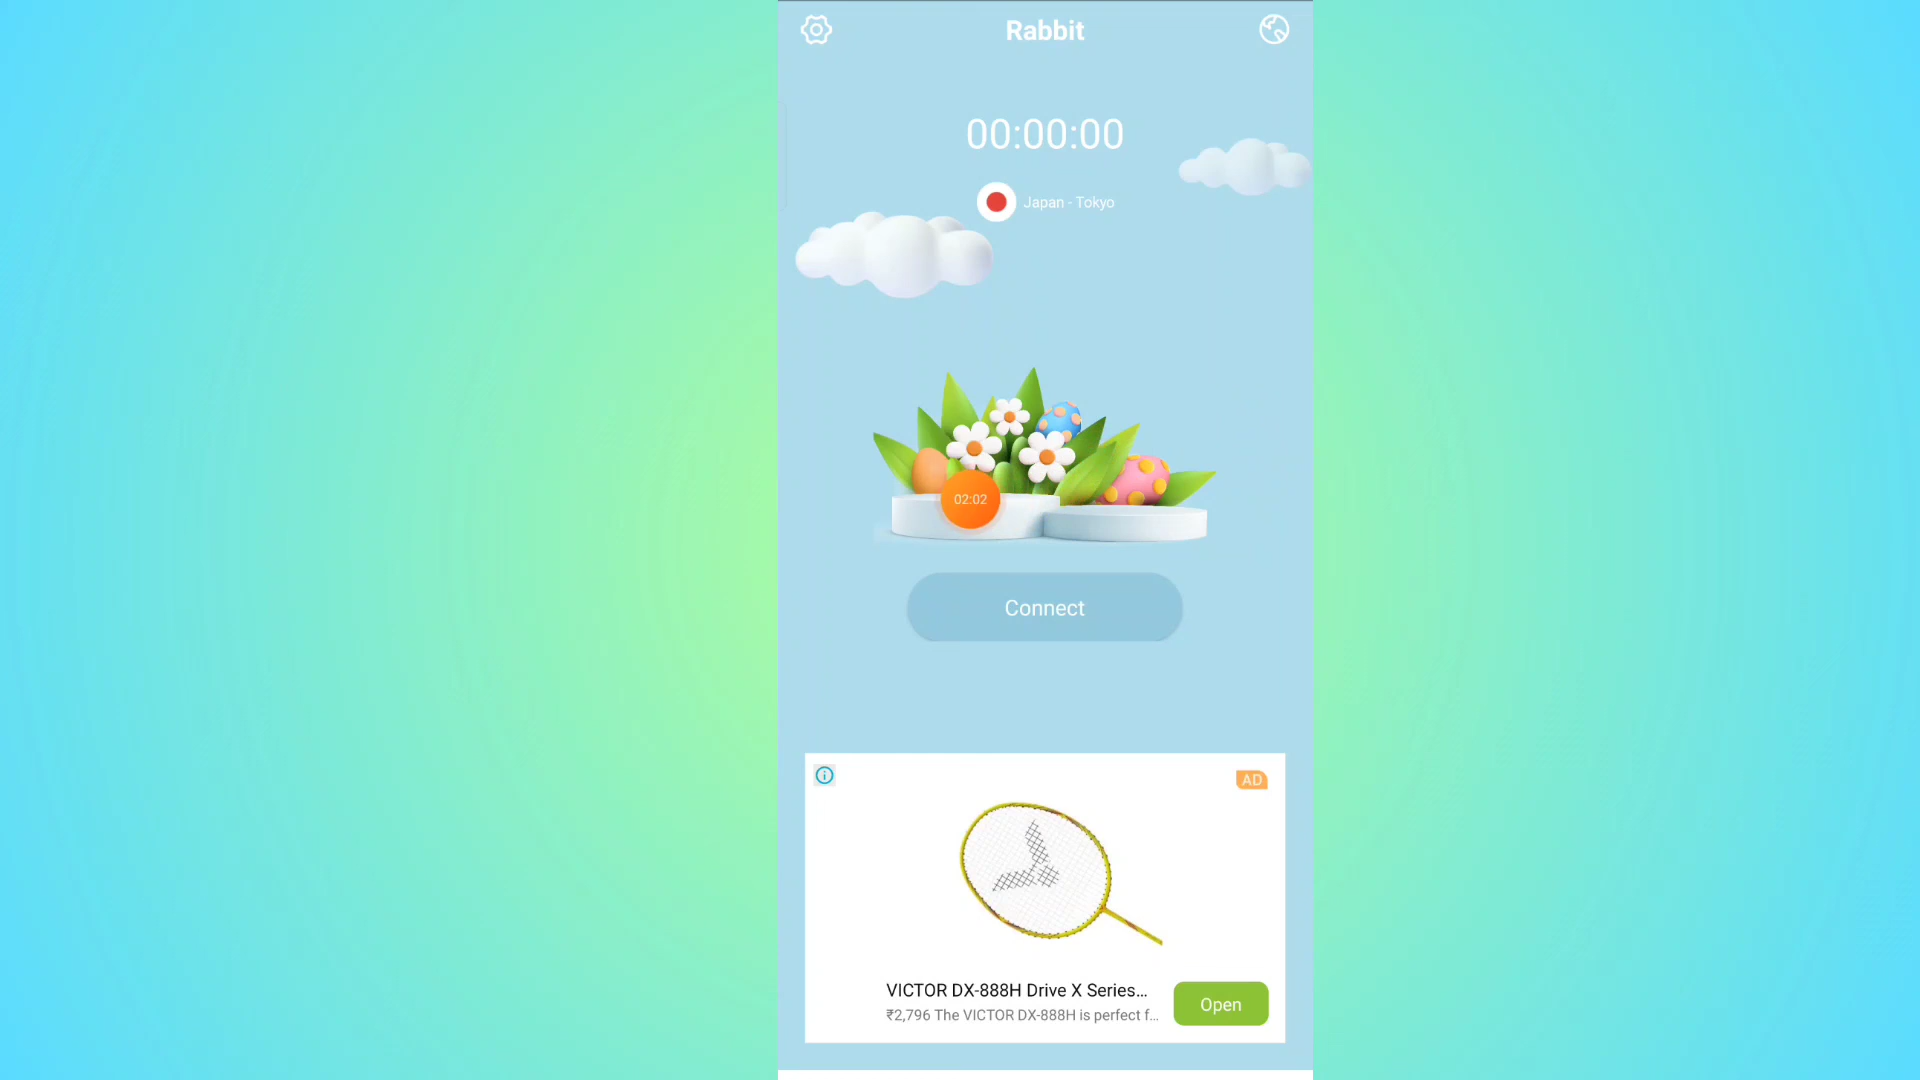 Rabbit
00:00:00
Japan - Tokyo
02:02
Connect
AD
VICTOR DX-888H Drive X Series...
₹2,796 The VICTOR DX-888H is perfect f...
Open